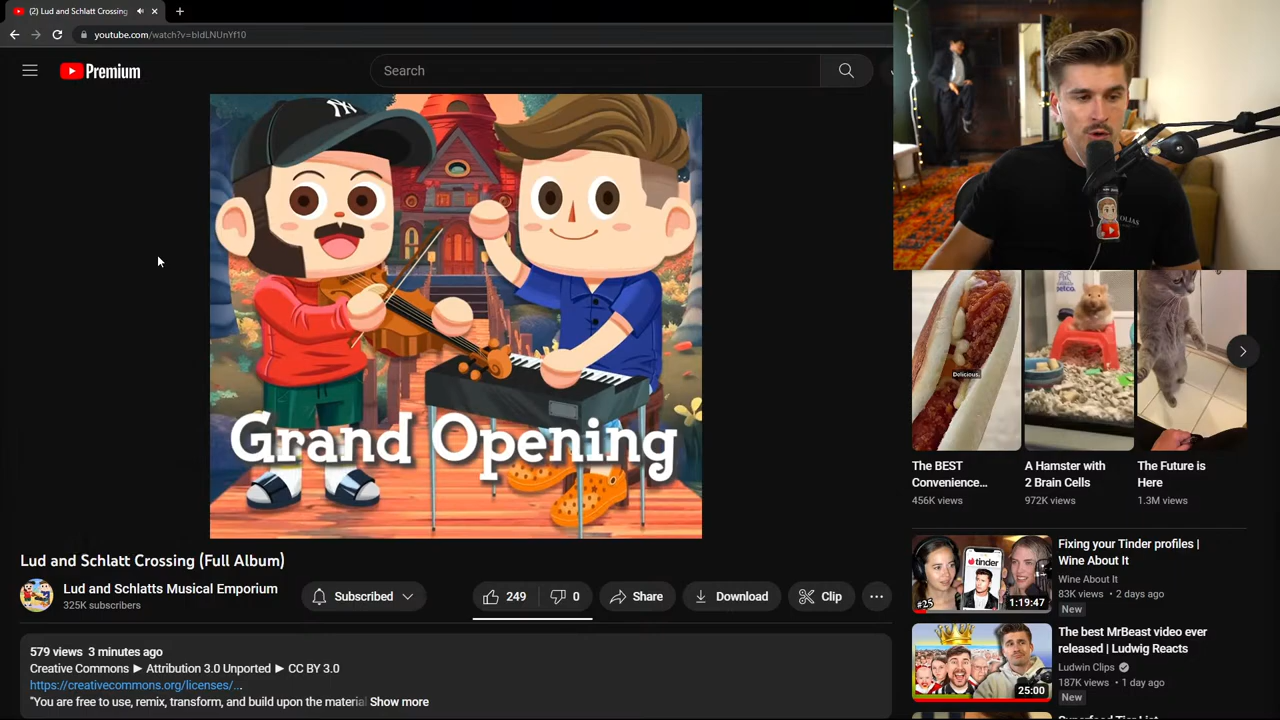 (2) Lud and Schlatt Crossing
youtube.com/watch?v=bIdLNUnYf10
Premium
Search
NY
Grand Opening
Lud and Schlatt Crossing (Full Album)
Lud and Schlatts Musical Emporium
325K subscribers
Subscribed
249
0
Share
Download
Clip
579 views 3 minutes ago
Creative Commons ► Attribution 3.0 Unported ► CC BY 3.0
https://creativecommons.org/licenses/...
"You are free to use, remix, transform, and build upon the material Show more
Delicious.
The BEST
Convenience...
456K views
A Hamster with
2 Brain Cells
972K views
The Future is
Here
1.3M views
tinder
#25
1:19:47
Fixing your Tinder profiles |
Wine About It
Wine About It
83K views • 2 days ago
New
25:00
The best MrBeast video ever
released | Ludwig Reacts
Ludwin Clips
187K views • 1 day ago
New